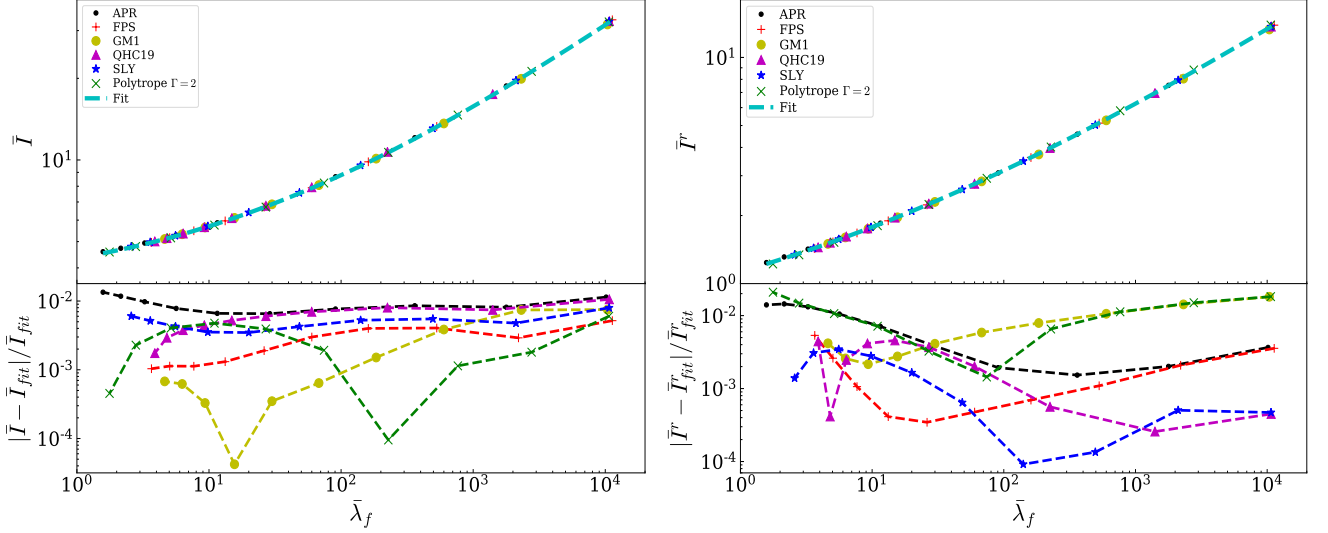 APR
FPS
GM1
QHC19
SLY
Polytrope Γ = 2
Fit
Ī
10¹
|Ī − Ī_fit|/Ī_fit
10⁻²
10⁻³
10⁻⁴
10⁰ 10¹ 10² 10³ 10⁴
λ̄_f
APR
FPS
GM1
QHC19
SLY
Polytrope Γ = 2
Fit
Ī^r
10¹
10⁰
|Ī^r − Ī^r_fit|/Ī^r_fit
10⁻²
10⁻³
10⁻⁴
10⁰ 10¹ 10² 10³ 10⁴
λ̄_f